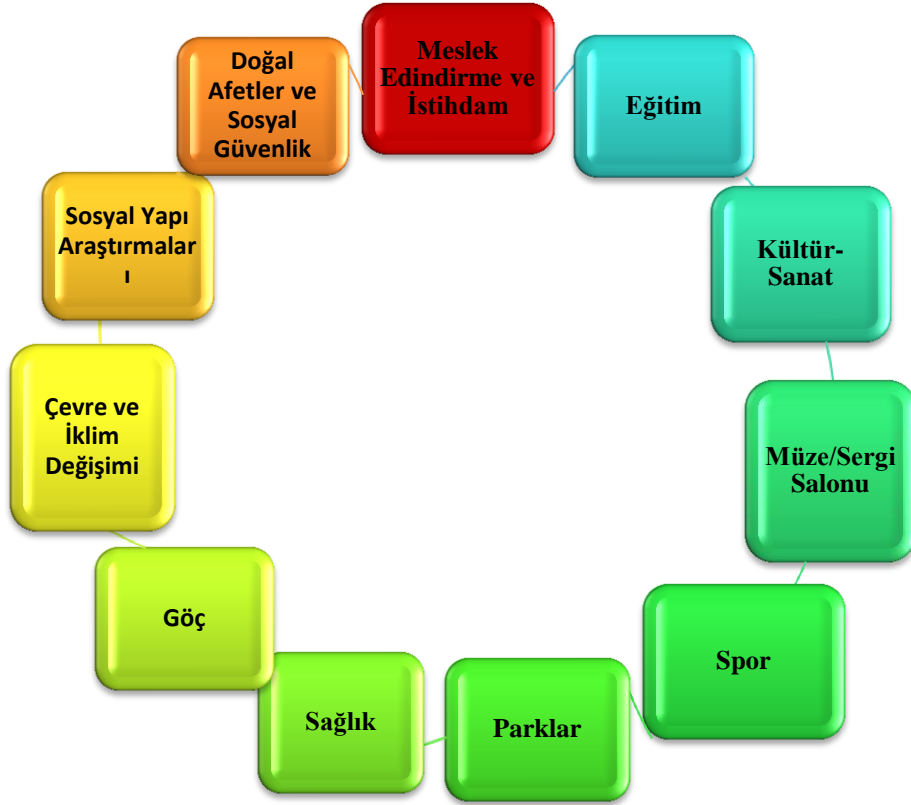 Meslek
Edindirme ve
İstihdam
Eğitim
Kültür-
Sanat
Müze/Sergi
Salonu
Spor
Parklar
Sağlık
Göç
Çevre ve
İklim
Değişimi
Sosyal Yapı
Araştırmalar
ı
Doğal
Afetler ve
Sosyal
Güvenlik